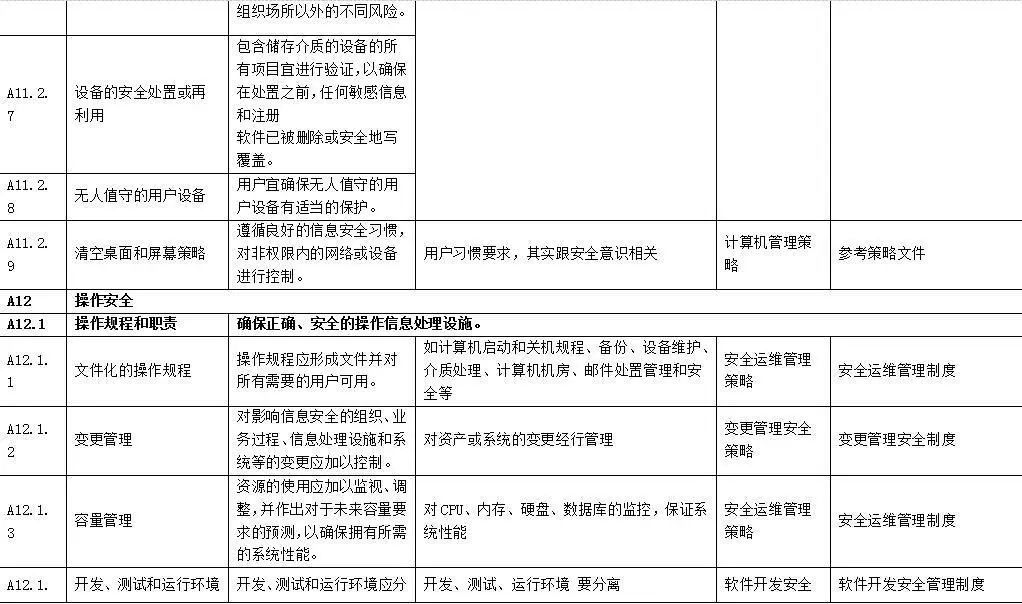 组织场所以外的不同风险。
A11.2.
7
设备的安全处置或再
利用
包含储存介质的设备的所
有项目宜进行验证,以确保
在处置之前,任何敏感信息
和注册
软件已被删除或安全地写
覆盖。
A11.2.
8
无人值守的用户设备
用户宜确保无人值守的用
户设备有适当的保护。
A11.2.
9
清空桌面和屏幕策略
遵循良好的信息安全习惯,
对非权限内的网络或设备
进行控制。
用户习惯要求，其实跟安全意识相关
计算机管理策
略
参考策略文件
A12
操作安全
A12.1
操作规程和职责
确保正确、安全的操作信息处理设施。
A12.1.
1
文件化的操作规程
操作规程应形成文件并对
所有需要的用户可用。
如计算机启动和关机规程、备份、设备维护、
介质处理、计算机机房、邮件处置管理和安
全等
安全运维管理
策略
安全运维管理制度
A12.1.
2
变更管理
对影响信息安全的组织、业
务过程、信息处理设施和系
统等的变更应加以控制。
对资产或系统的变更经行管理
变更管理安全
策略
变更管理安全制度
A12.1.
3
容量管理
资源的使用应加以监视、调
整,并作出对于未来容量要
求的预测,以确保拥有所需
的系统性能。
对CPU、内存、硬盘、数据库的监控，保证系
统性能
安全运维管理
策略
安全运维管理制度
A12.1.
开发、测试和运行环境
开发、测试和运行环境应分
开发、测试、运行环境 要分离
软件开发安全
软件开发安全管理制度